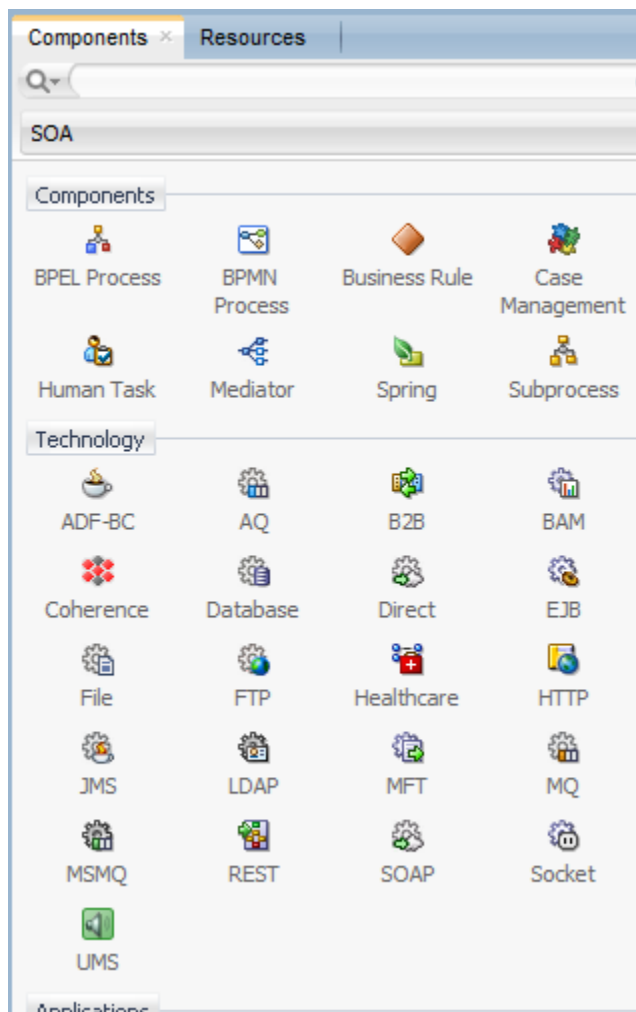 Components Resources
SOA
Components
BPEL Process BPMN Process Business Rule Case Management
Human Task Mediator Spring Subprocess
Technology
ADF-BC AQ B2B BAM
Coherence Database Direct EJB
File FTP Healthcare HTTP
JMS LDAP MFT MQ
MSMQ REST SOAP Socket
UMS
Applications